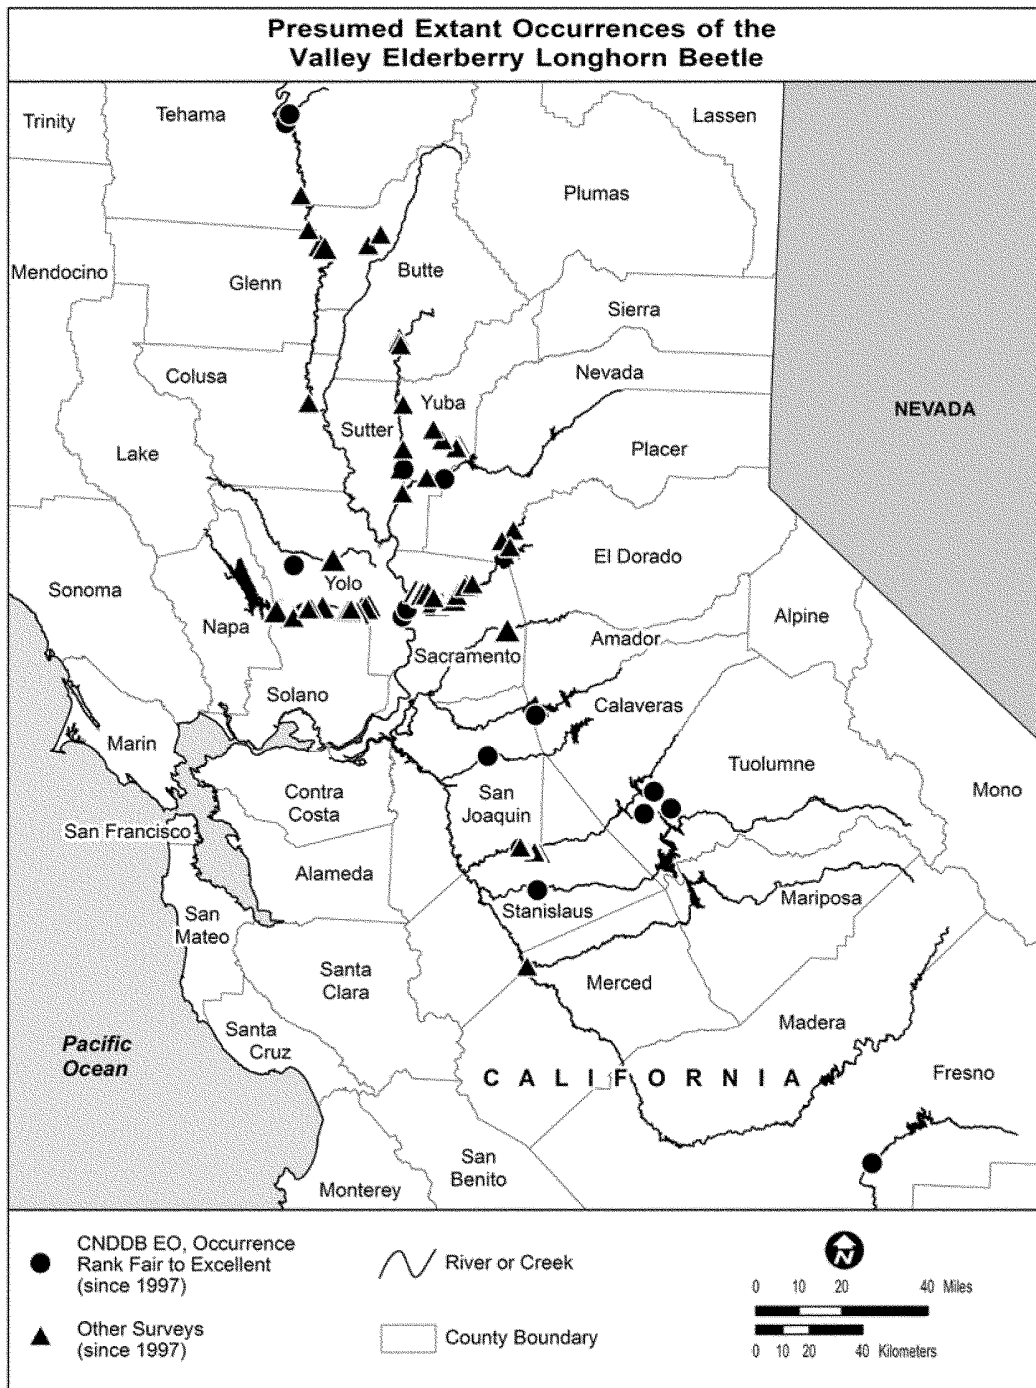 Presumed Extant Occurrences of the
Valley Elderberry Longhorn Beetle
Trinity
Tehama
Lassen
Plumas
Mendocino
Glenn
Butte
Sierra
Colusa
Nevada
Yuba
Sutter
NEVADA
Lake
Placer
El Dorado
Sonoma
Yolo
Napa
Alpine
Sacramento
Amador
Solano
Calaveras
Marin
Tuolumne
Contra
Costa
San
Joaquin
Mono
San Francisco
Alameda
Mariposa
San
Mateo
Stanislaus
Santa
Clara
Merced
Santa
Cruz
Madera
Pacific
Ocean
CALIFORNIA
Fresno
San
Benito
Monterey
CNDDB EO, Occurrence
Rank Fair to Excellent
(since 1997)
Other Surveys
(since 1997)
River or Creek
County Boundary
N
0 10 20 40 Miles
0 10 20 40 Kilometers